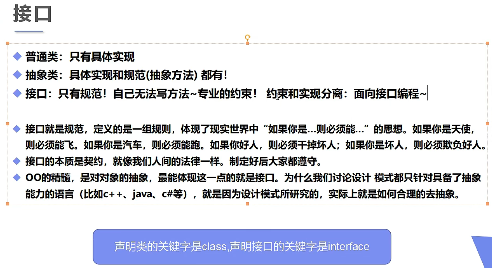 接口
普通类：只有具体实现
抽象类：具体实现和规范(抽象方法) 都有！
接口：只有规范！自己无法写方法~专业的约束！ 约束和实现分离：面向接口编程~
接口就是规范，定义的是一组规则，体现了现实世界中“如果你是...则必须能...”的思想。如果你是天使，
则必须能飞。如果你是汽车，则必须能跑。如果你好人，则必须干掉坏人；如果你是坏人，则必须欺负好人。
接口的本质是契约，就像我们人间的法律一样。制定好后大家都遵守。
OO的精髓，是对对象的抽象，最能体现这一点的就是接口。为什么我们讨论设计 模式都只针对具备了抽象
能力的语言（比如c++、java、c#等），就是因为设计模式所研究的，实际上就是如何合理的去抽象。
声明类的关键字是class,声明接口的关键字是interface